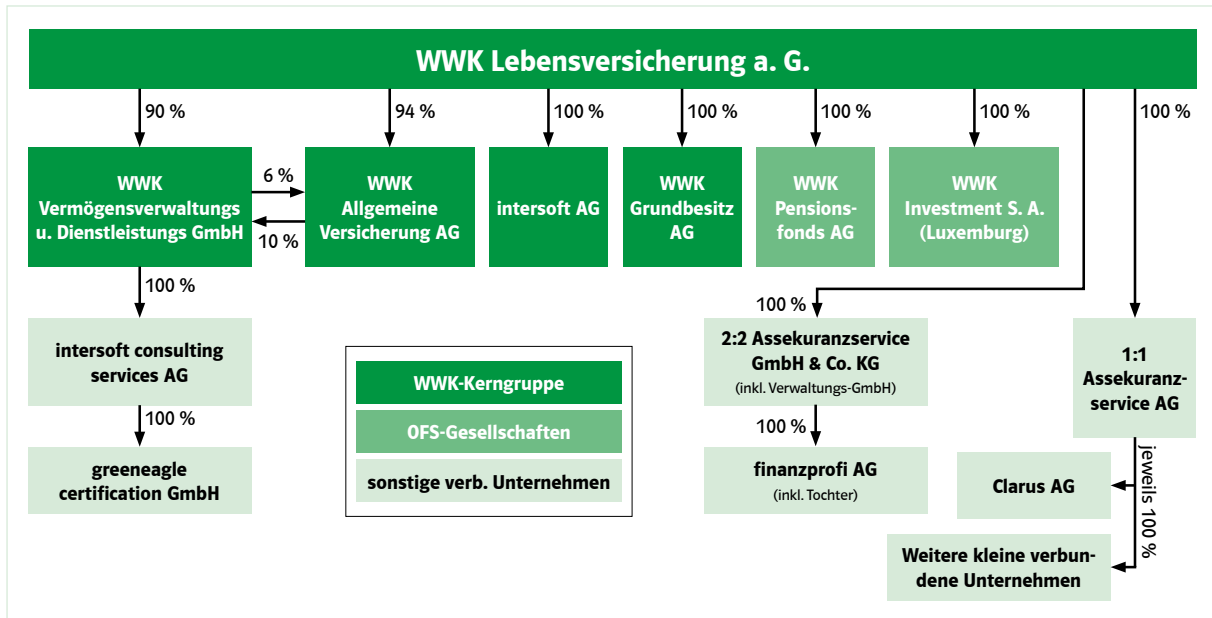 WWK Lebensversicherung a. G.
90 %
94 %
100 %
100 %
100 %
100 %
100 %
WWK
Vermögensverwaltungs
u. Dienstleistungs GmbH
6 %
10 %
WWK
Allgemeine
Versicherung AG
intersoft AG
WWK
Grundbesitz
AG
WWK
Pensions-
fonds AG
WWK
Investment S. A.
(Luxemburg)
100 %
100 %
intersoft consulting
services AG
2:2 Assekuranzservice
GmbH & Co. KG
(inkl. Verwaltungs-GmbH)
1:1
Assekuranz-
service AG
WWK-Kerngruppe
OFS-Gesellschaften
sonstige verb. Unternehmen
100 %
100 %
greeneagle
certification GmbH
finanzprofi AG
(inkl. Tochter)
jeweils 100 %
Clarus AG
Weitere kleine verbun-
dene Unternehmen